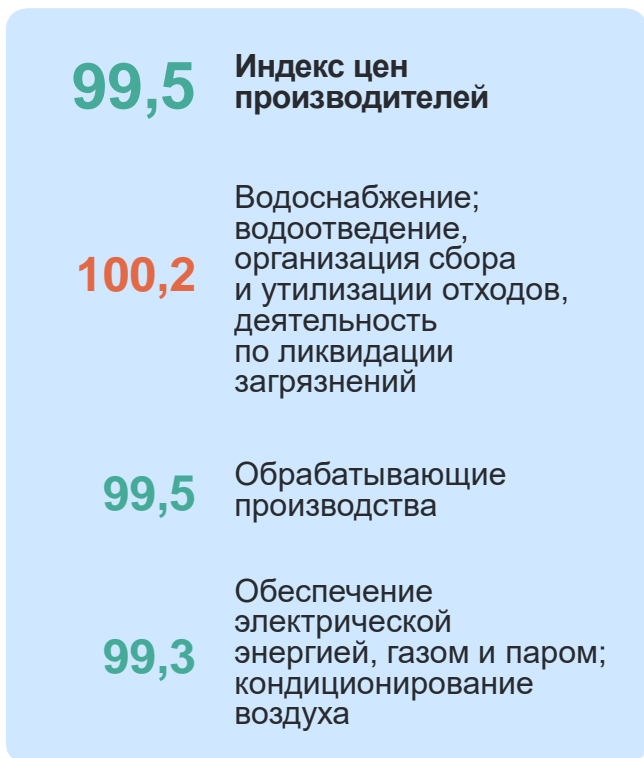 99,5
Индекс цен
производителей
100,2
Водоснабжение;
водоотведение,
организация сбора
и утилизации отходов,
деятельность
по ликвидации
загрязнений
99,5
Обрабатывающие
производства
99,3
Обеспечение
электрической
энергией, газом и паром;
кондиционирование
воздуха